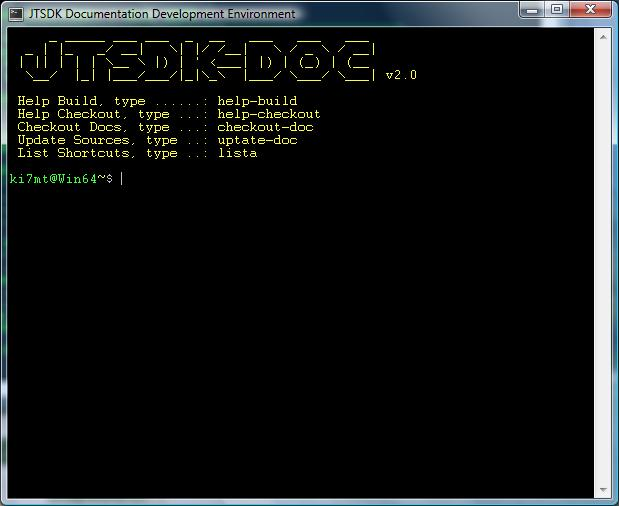 JTSDK Documentation Development Environment
JTSDK-DOC v2.0
Help Build, type ......: help-build
Help Checkout, type ...: help-checkout
Checkout Docs, type ...: checkout-doc
Update Sources, type ..: uptate-doc
List Shortcuts, type ..: lista
ki7mt@Win64~$